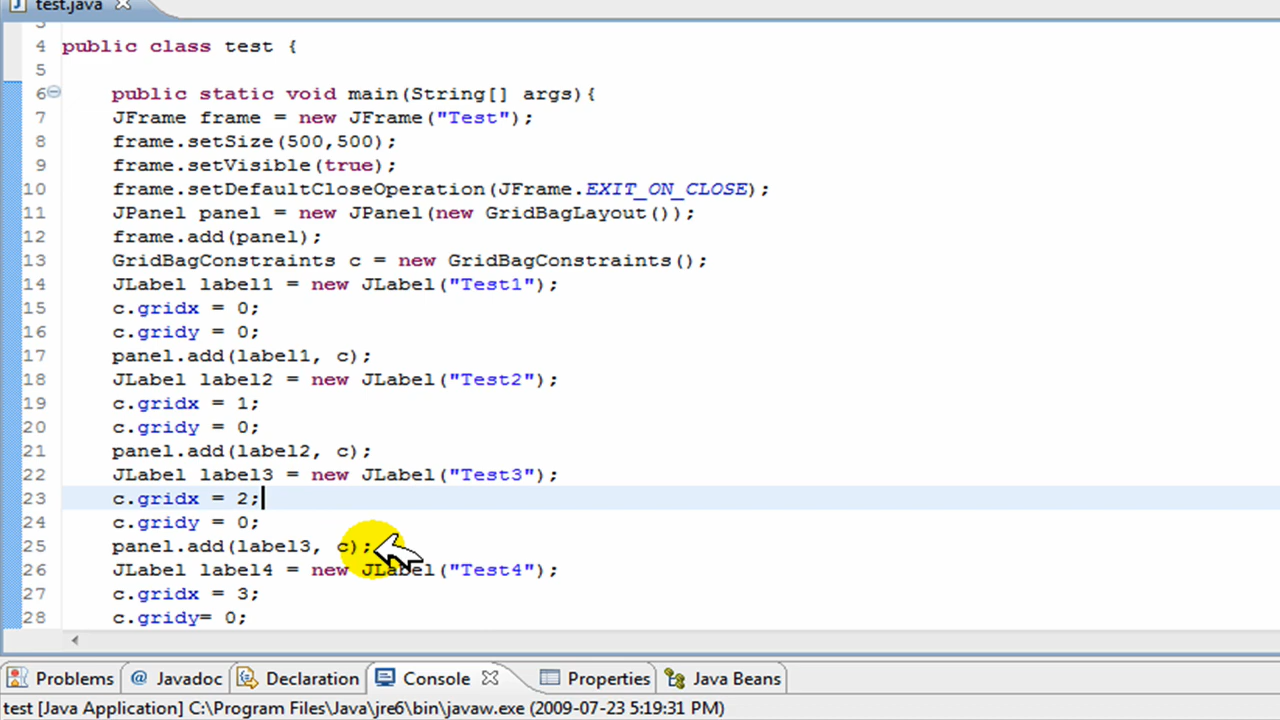 test.java
3
4 public class test {
5
6 public static void main(String[] args){
7 JFrame frame = new JFrame("Test");
8 frame.setSize(500,500);
9 frame.setVisible(true);
10 frame.setDefaultCloseOperation(JFrame.EXIT_ON_CLOSE);
11 JPanel panel = new JPanel(new GridBagLayout());
12 frame.add(panel);
13 GridBagConstraints c = new GridBagConstraints();
14 JLabel label1 = new JLabel("Test1");
15 c.gridx = 0;
16 c.gridy = 0;
17 panel.add(label1, c);
18 JLabel label2 = new JLabel("Test2");
19 c.gridx = 1;
20 c.gridy = 0;
21 panel.add(label2, c);
22 JLabel label3 = new JLabel("Test3");
23 c.gridx = 2;
24 c.gridy = 0;
25 panel.add(label3, c);
26 JLabel label4 = new JLabel("Test4");
27 c.gridx = 3;
28 c.gridy= 0;
Problems @ Javadoc Declaration Console Properties Java Beans
test [Java Application] C:\Program Files\Java\jre6\bin\javaw.exe (2009-07-23 5:19:31 PM)